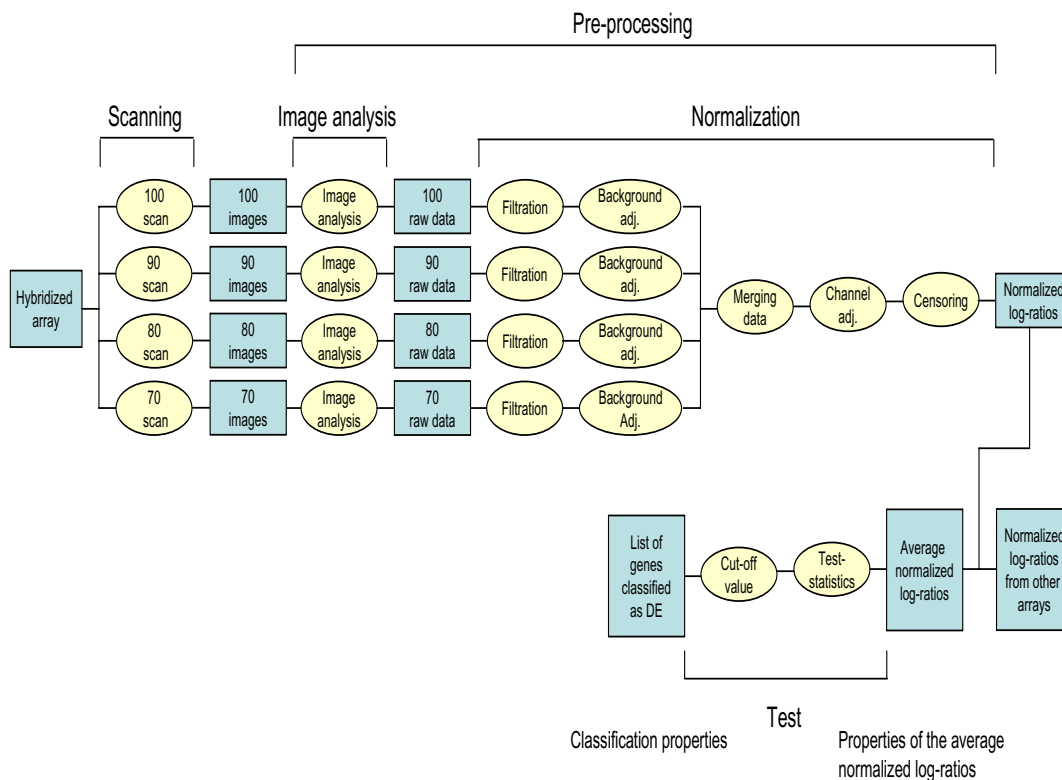 Pre-processing
Scanning
Image analysis
Normalization
100
scan
100
images
Image
analysis
100
raw data
Filtration
Background
adj.
90
scan
90
images
Image
analysis
90
raw data
Filtration
Background
adj.
Hybridized
array
Merging
data
Channel
adj.
Censoring
Normalized
log-ratios
80
scan
80
images
Image
analysis
80
raw data
Filtration
Background
adj.
70
scan
70
images
Image
analysis
70
raw data
Filtration
Background
Adj.
List of
genes
classified
as DE
Cut-off
value
Test-
statistics
Average
normalized
log-ratios
Normalized
log-ratios
from other
arrays
Test
Classification properties
Properties of the average
normalized log-ratios